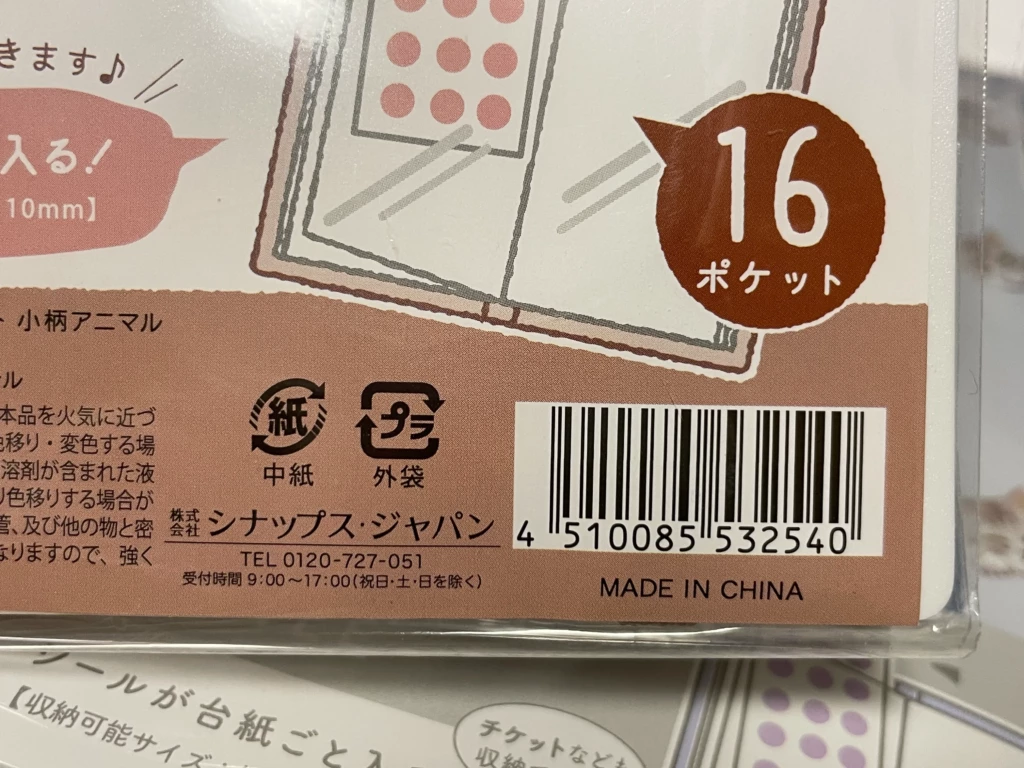 きます♪
入る!
10mm】
16
ポケット
小柄アニマル
ル
本品を火気に近づ
色移り・変色する場
溶剤が含まれた液
り色移りする場合が
管、及び他の物と密
なりますので、強く
紙
中紙
プラ
外袋
株式会社 シナップス・ジャパン
TEL 0120-727-051
受付時間 9:00〜17:00(祝日・土・日を除く)
4 510085 532540
MADE IN CHINA
シールが台紙ごと入
【収納可能サイズ
チケットなども
収納